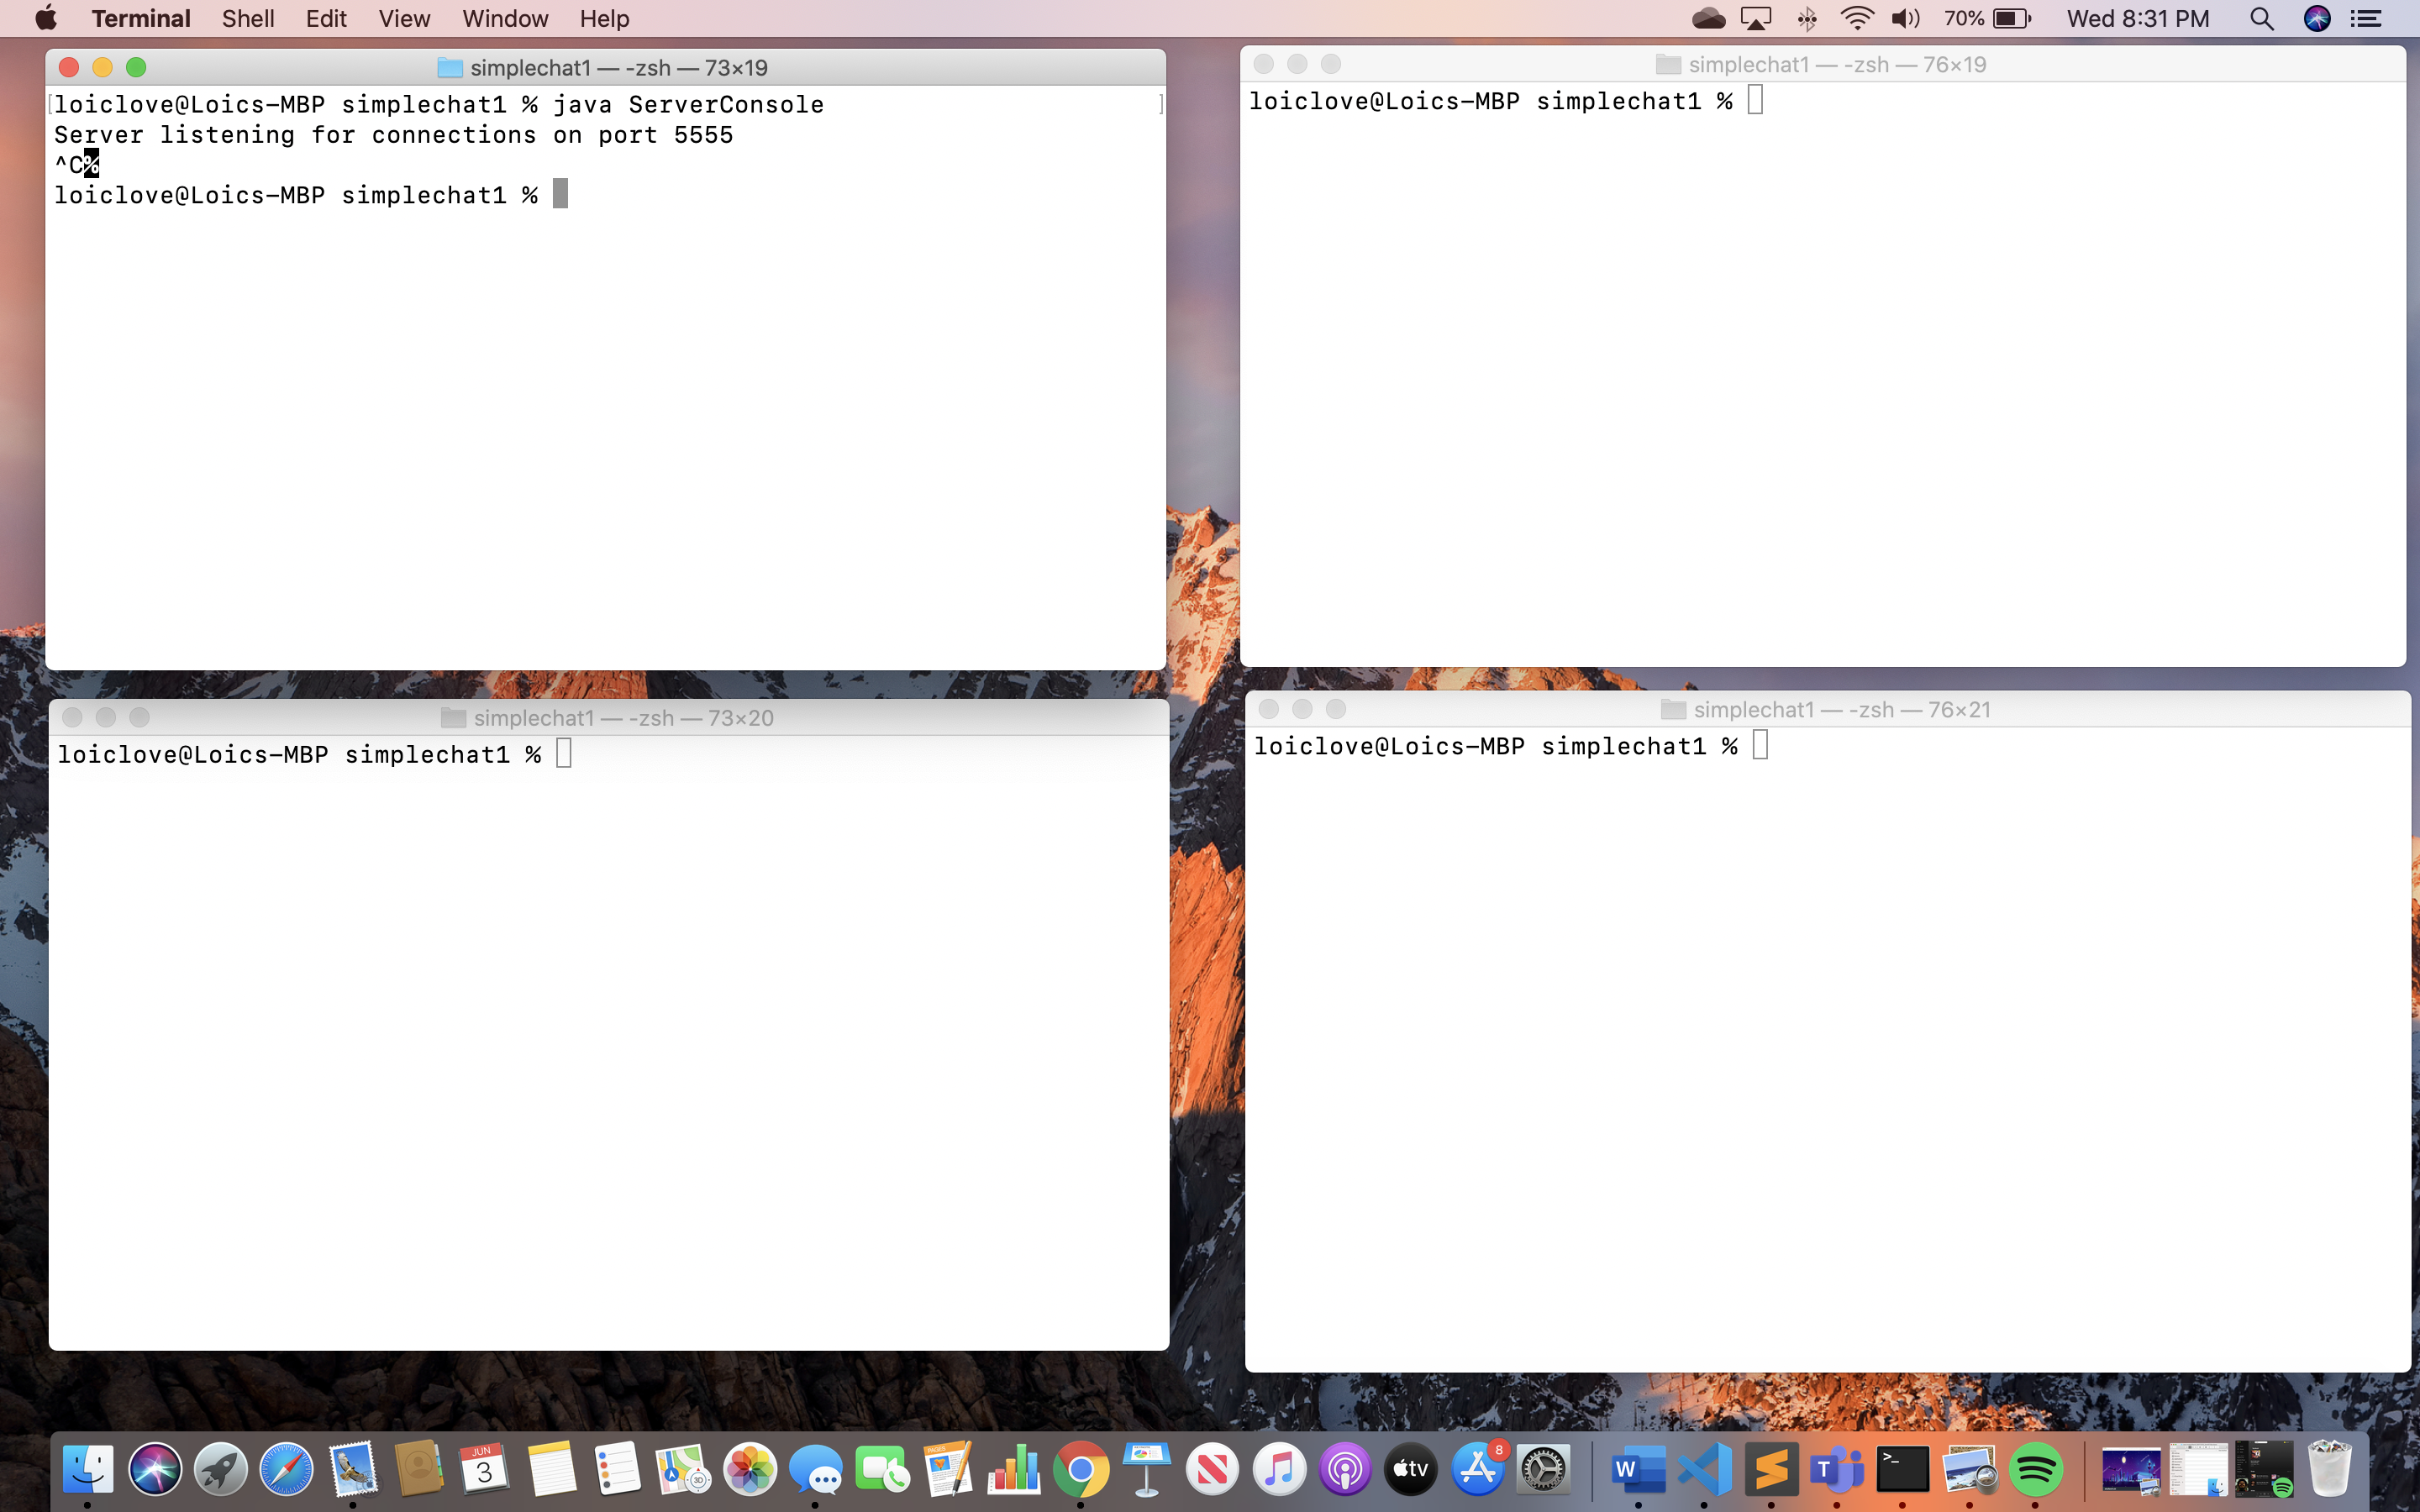 Terminal Shell Edit View Window Help 70% Wed 8:31 PM
simplechat1 — -zsh — 73×19
loiclove@Loics-MBP simplechat1 % java ServerConsole
Server listening for connections on port 5555
^C%
loiclove@Loics-MBP simplechat1 %
simplechat1 — -zsh — 76×19
loiclove@Loics-MBP simplechat1 %
simplechat1 — -zsh — 73×20
loiclove@Loics-MBP simplechat1 %
simplechat1 — -zsh — 76×21
loiclove@Loics-MBP simplechat1 %
JUN
3
3D
PAGES
tv
8
W
T
>_